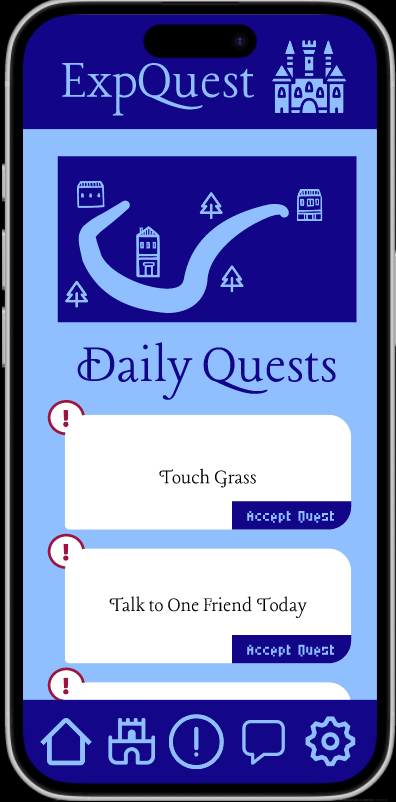 ExpQuest
Daily Quests
!
Touch Grass
Accept Quest
!
Talk to One Friend Today
Accept Quest
!
!